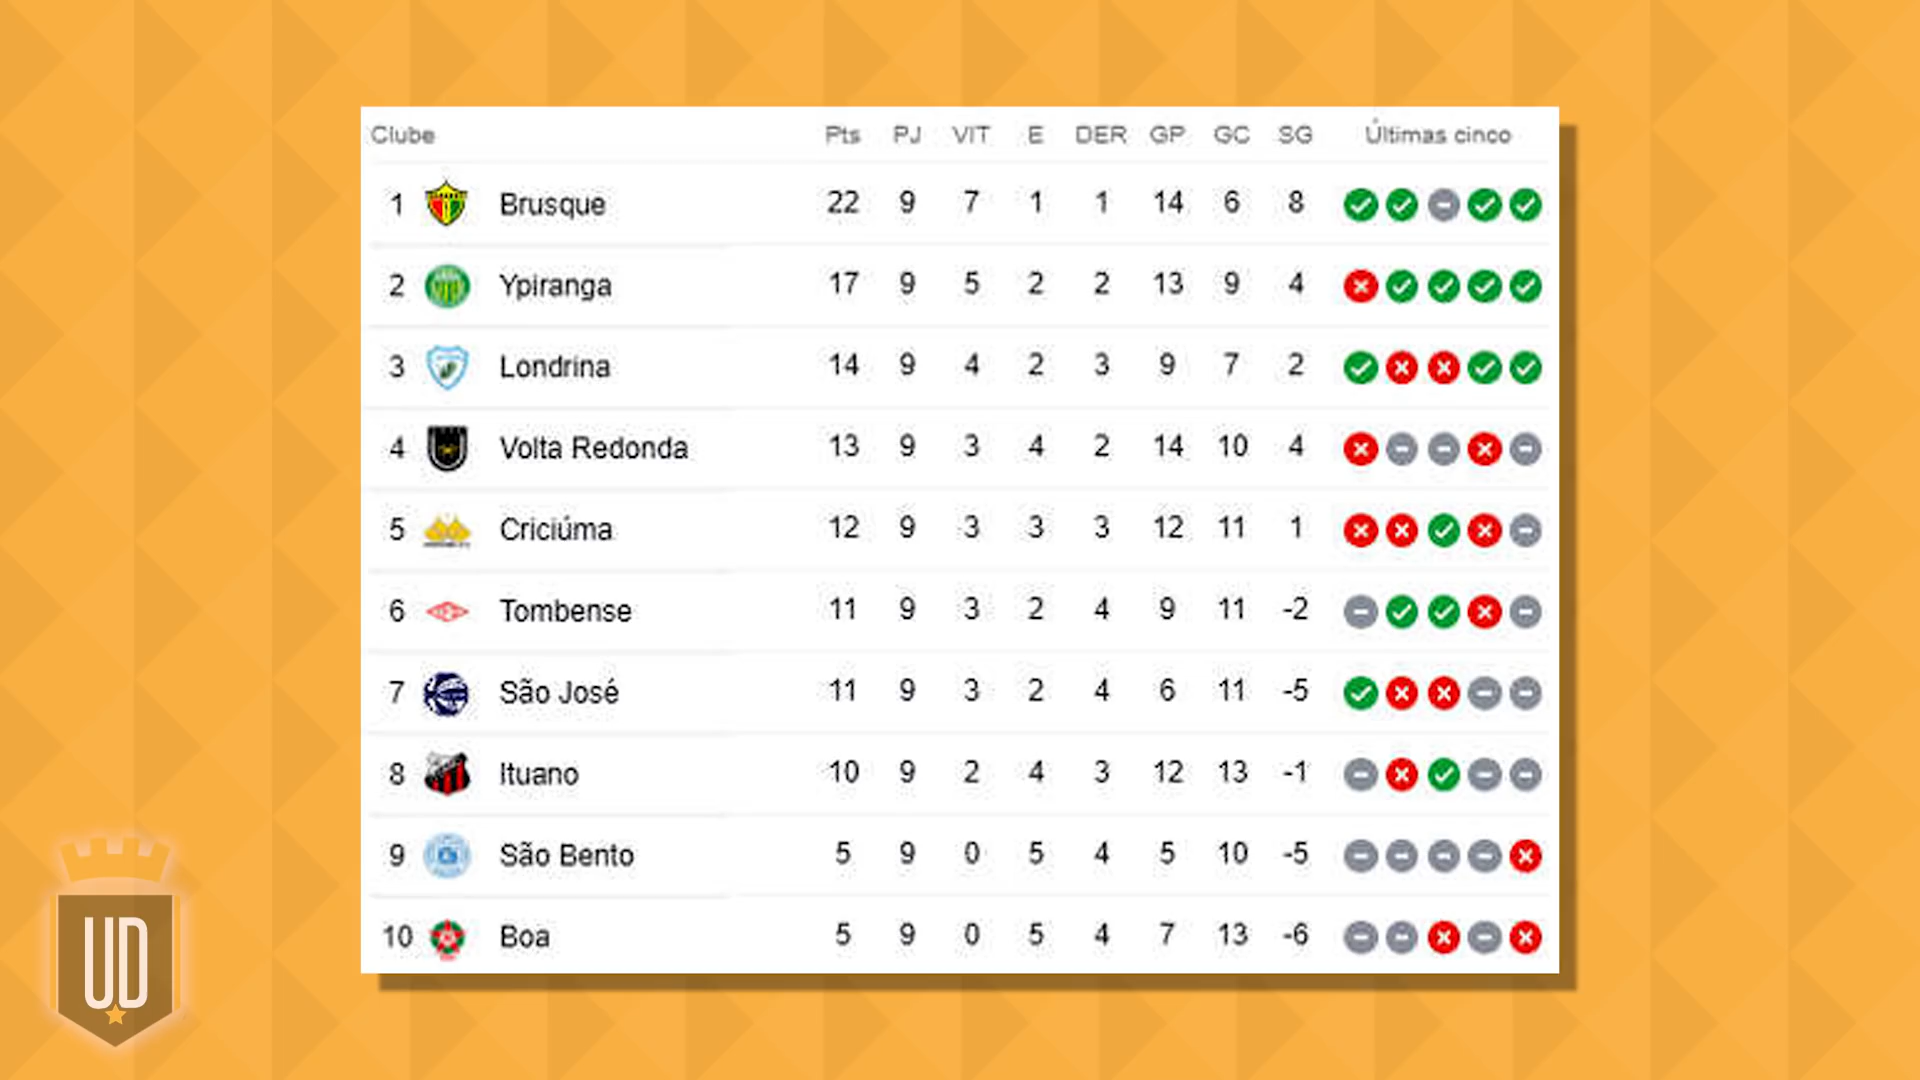 Clube Pts PJ VIT E DER GP GC SG Últimas cinco
1 Brusque 22 9 7 1 1 14 6 8
2 Ypiranga 17 9 5 2 2 13 9 4
3 Londrina 14 9 4 2 3 9 7 2
4 Volta Redonda 13 9 3 4 2 14 10 4
5 Criciúma 12 9 3 3 3 12 11 1
6 Tombense 11 9 3 2 4 9 11 -2
7 São José 11 9 3 2 4 6 11 -5
8 Ituano 10 9 2 4 3 12 13 -1
9 São Bento 5 9 0 5 4 5 10 -5
10 Boa 5 9 0 5 4 7 13 -6
UD